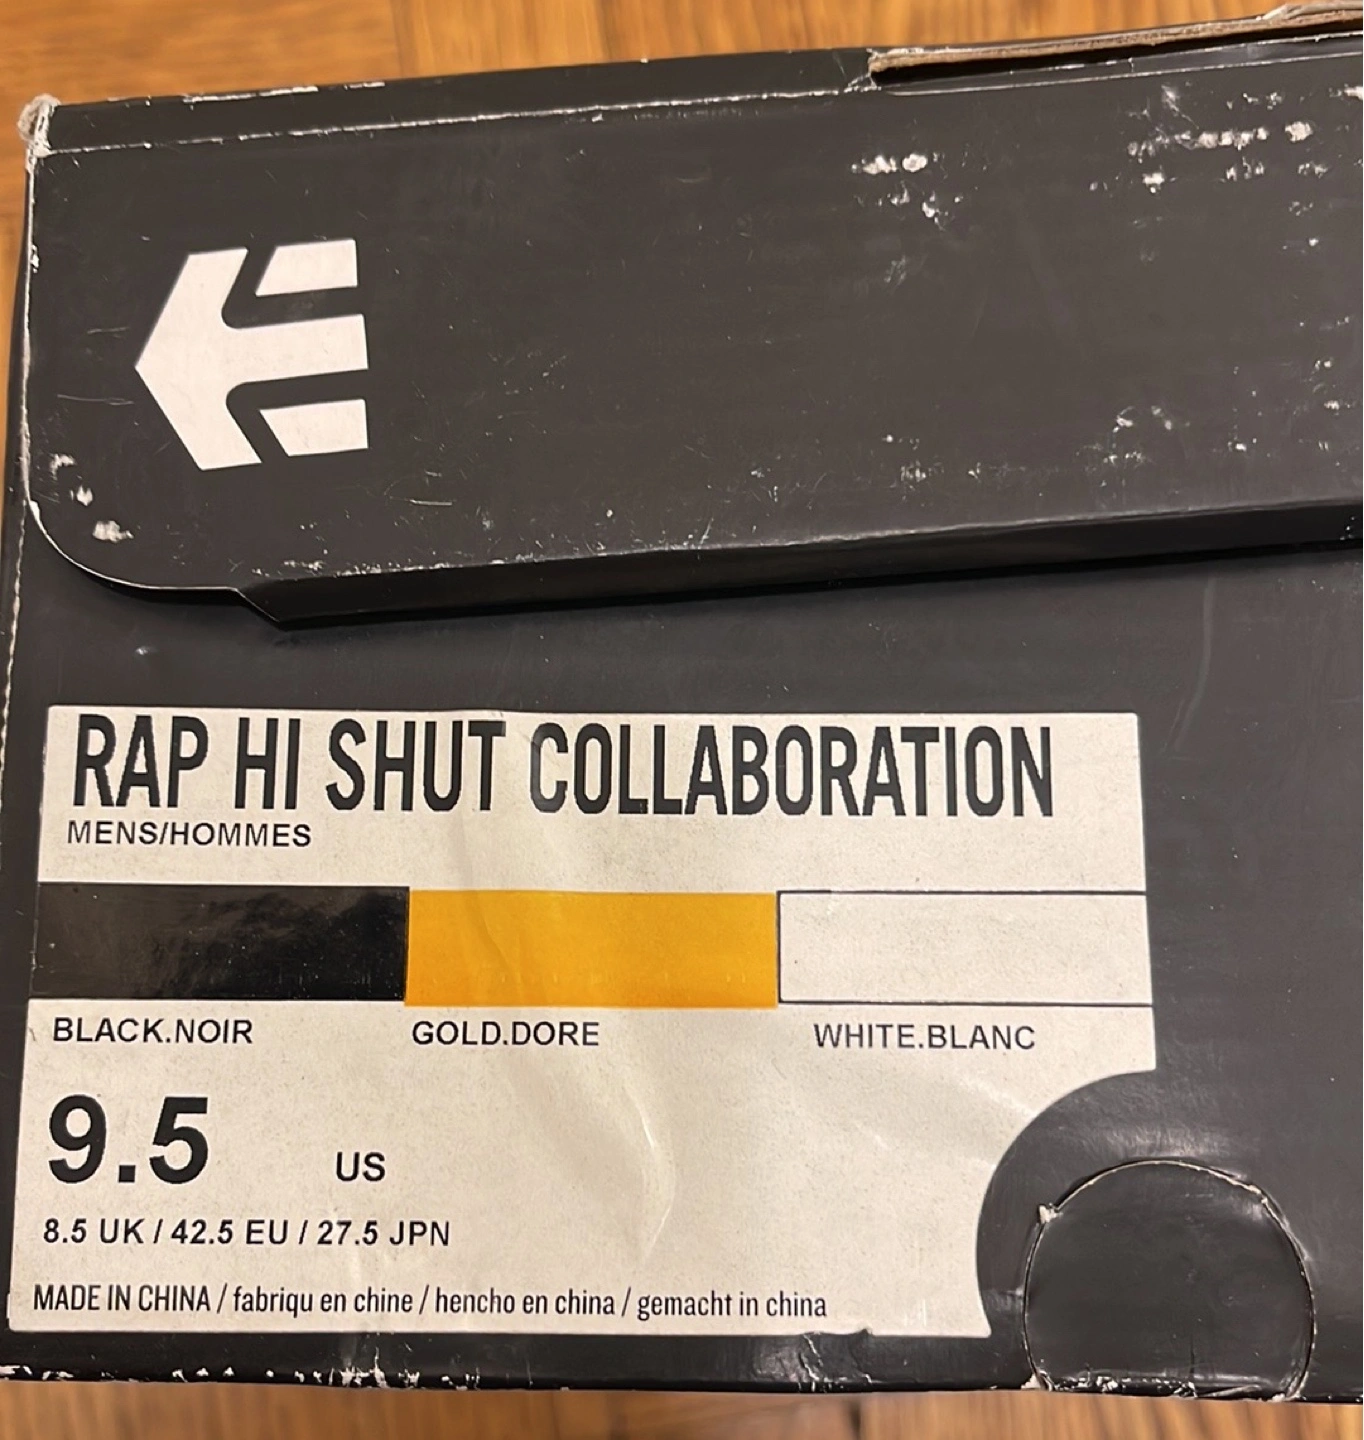 RAP HI SHUT COLLABORATION
MENS/HOMMES
BLACK.NOIR GOLD.DORE WHITE.BLANC
9.5 US
8.5 UK / 42.5 EU / 27.5 JPN
MADE IN CHINA / fabriqu en chine / hencho en china / gemacht in china